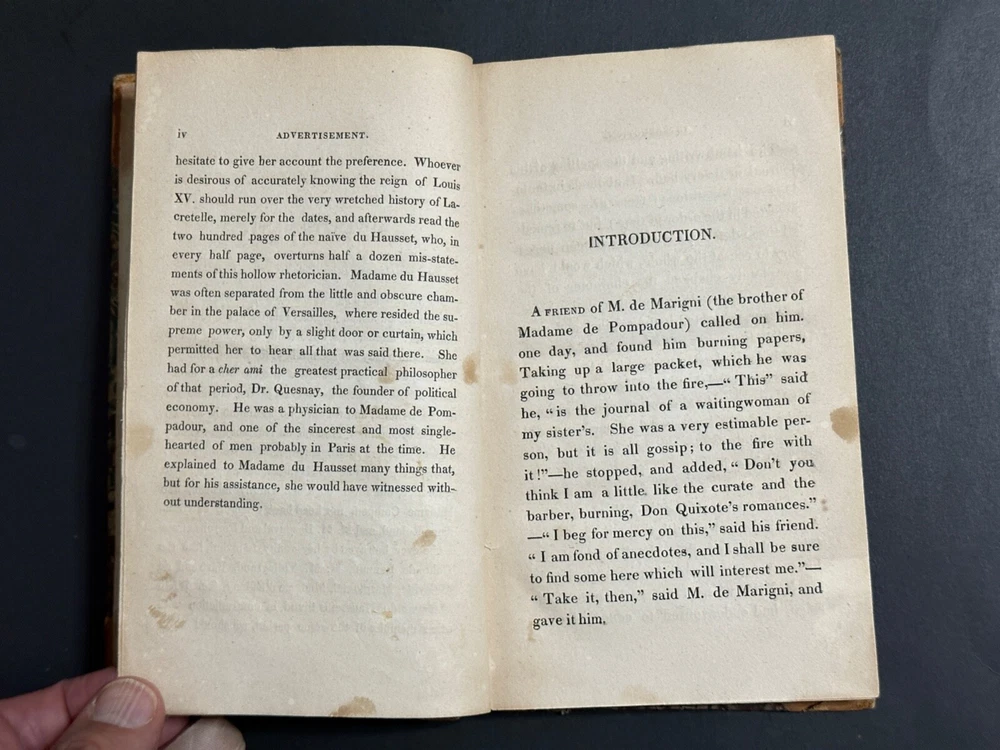 iv
ADVERTISEMENT.
hesitate to give her account the preference. Whoever
is desirous of accurately knowing the reign of Louis
XV. should run over the very wretched history of La-
cretelle, merely for the dates, and afterwards read the
two hundred pages of the naïve du Hausset, who, in
every half page, overturns half a dozen mis-state-
ments of this hollow rhetorician. Madame du Hausset
was often separated from the little and obscure cham-
ber in the palace of Versailles, where resided the su-
preme power, only by a slight door or curtain, which
permitted her to hear all that was said there. She
had for a cher ami the greatest practical philosopher
of that period, Dr. Quesnay, the founder of political
economy. He was a physician to Madame de Pom-
padour, and one of the sincerest and most single-
hearted of men probably in Paris at the time. He
explained to Madame du Hausset many things that,
but for his assistance, she would have witnessed with-
out understanding.
INTRODUCTION.
A FRIEND of M. de Marigni (the brother of
Madame de Pompadour) called on him.
one day, and found him burning papers,
Taking up a large packet, which he was
going to throw into the fire,—“ This” said
he, “ is the journal of a waitingwoman of
my sister's. She was a very estimable per-
son, but it is all gossip; to the fire with
it!”—he stopped, and added, “ Don't you
think I am a little like the curate and the
barber, burning, Don Quixote's romances.”
—“ I beg for mercy on this,” said his friend.
“ I am fond of anecdotes, and I shall be sure
to find some here which will interest me.”—
“ Take it, then,” said M. de Marigni, and
gave it him,